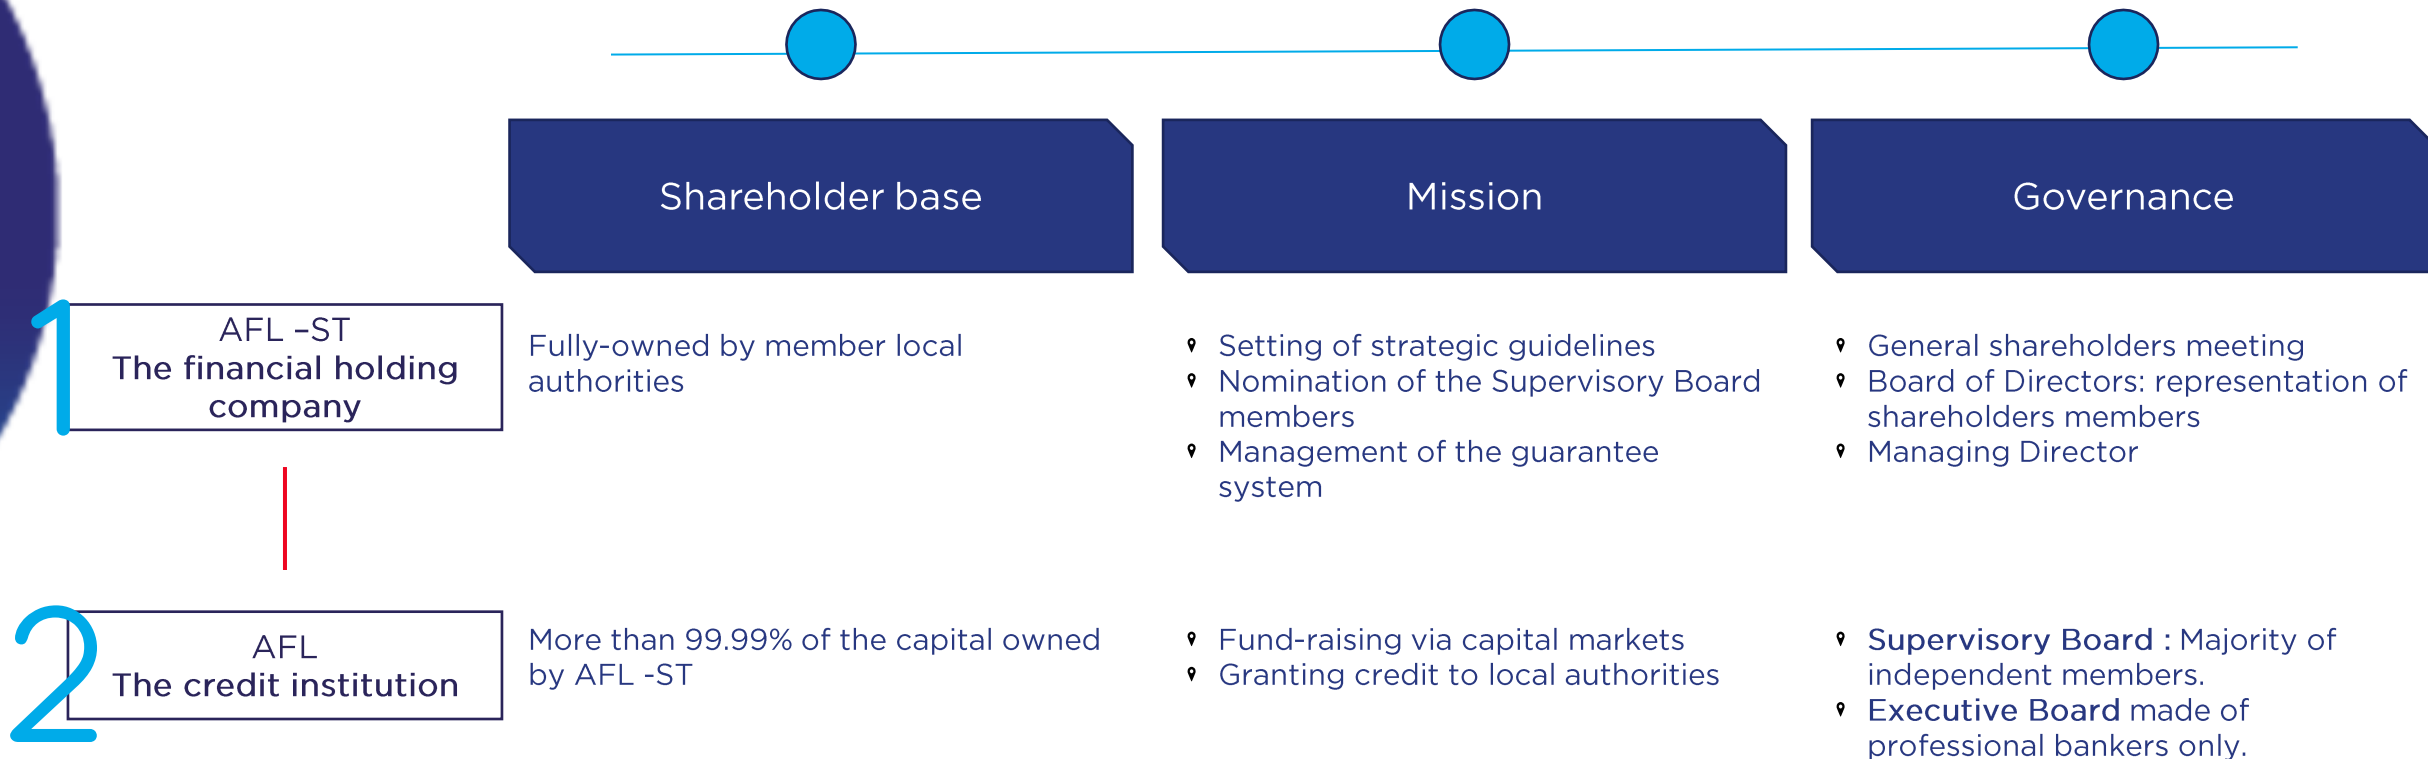 Shareholder base
Mission
Governance
1
AFL –ST
The financial holding
company
Fully-owned by member local
authorities
Setting of strategic guidelines
Nomination of the Supervisory Board
members
Management of the guarantee
system
General shareholders meeting
Board of Directors: representation of
shareholders members
Managing Director
2
AFL
The credit institution
More than 99.99% of the capital owned
by AFL -ST
Fund-raising via capital markets
Granting credit to local authorities
Supervisory Board : Majority of
independent members.
Executive Board made of
professional bankers only.